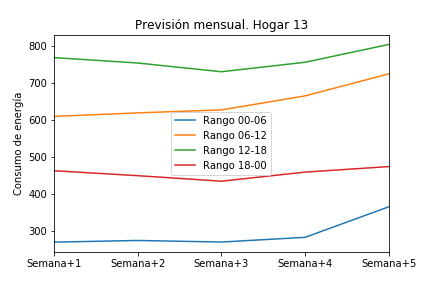 Previsión mensual. Hogar 13
Consumo de energía
800
700
600
500
400
300
Rango 00-06
Rango 06-12
Rango 12-18
Rango 18-00
Semana+1 Semana+2 Semana+3 Semana+4 Semana+5